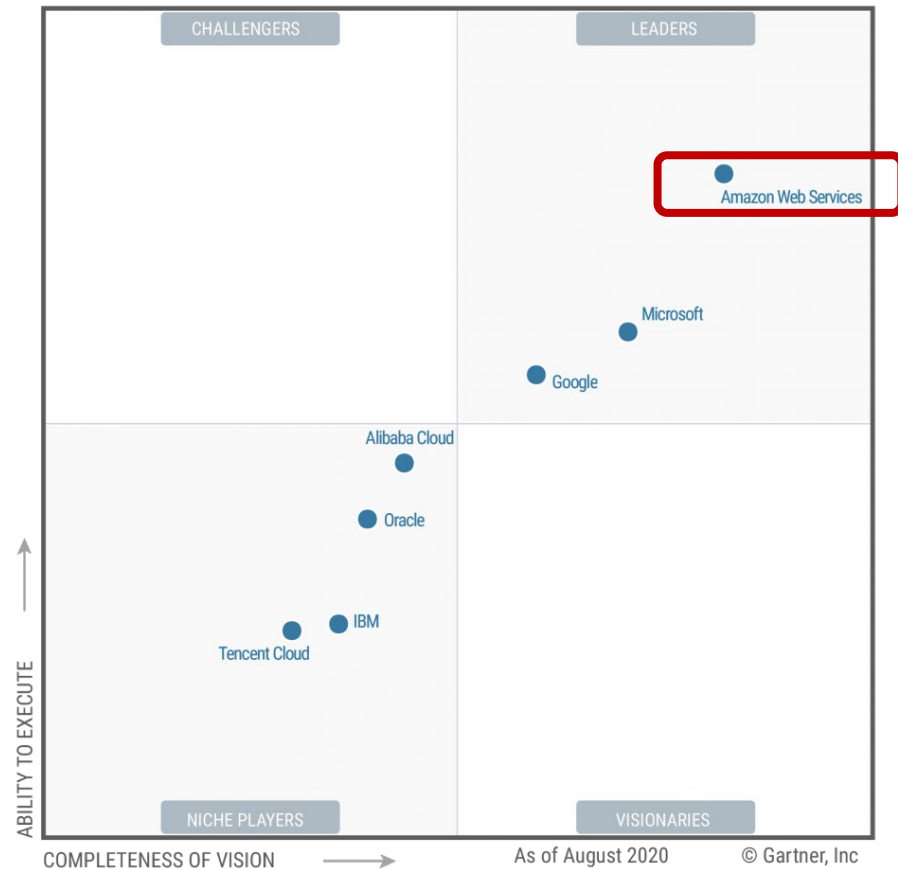 CHALLENGERS
LEADERS
Amazon Web Services
Microsoft
Google
Alibaba Cloud
Oracle
IBM
Tencent Cloud
ABILITY TO EXECUTE
NICHE PLAYERS
VISIONARIES
COMPLETENESS OF VISION
As of August 2020
© Gartner, Inc